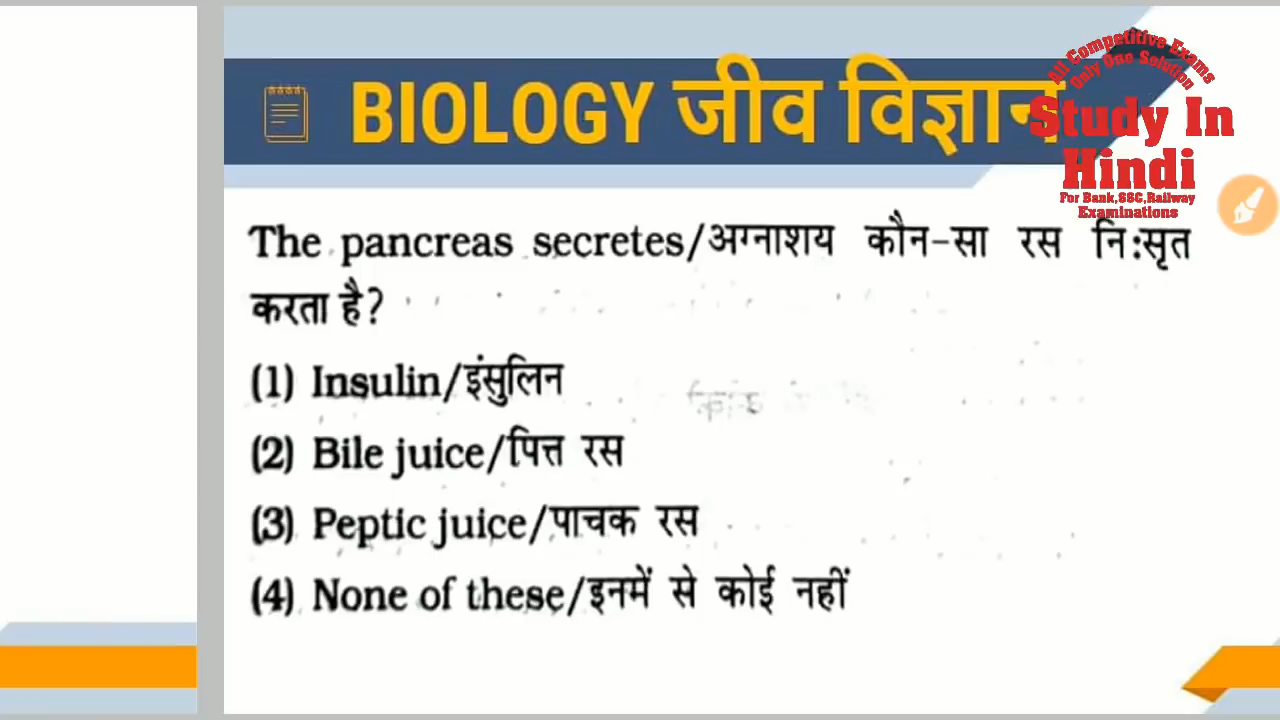 BIOLOGY जीव विज्ञान
All Competitive Exams
Only One Solution
Study In
Hindi
For Bank,SSC,Railway
Examinations
The pancreas secretes/अग्नाशय कौन-सा रस नि:सृत
करता है?
(1) Insulin/इंसुलिन
(2) Bile juice/पित्त रस
(3) Peptic juice/पाचक रस
(4) None of these/इनमें से कोई नहीं